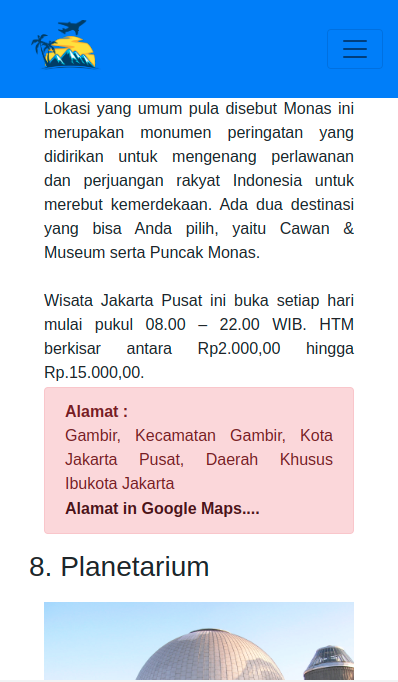 Lokasi yang umum pula disebut Monas ini
merupakan monumen peringatan yang
didirikan untuk mengenang perlawanan
dan perjuangan rakyat Indonesia untuk
merebut kemerdekaan. Ada dua destinasi
yang bisa Anda pilih, yaitu Cawan &
Museum serta Puncak Monas.
Wisata Jakarta Pusat ini buka setiap hari
mulai pukul 08.00 – 22.00 WIB. HTM
berkisar antara Rp2.000,00 hingga
Rp.15.000,00.
Alamat :
Gambir, Kecamatan Gambir, Kota
Jakarta Pusat, Daerah Khusus
Ibukota Jakarta
Alamat in Google Maps....
8. Planetarium